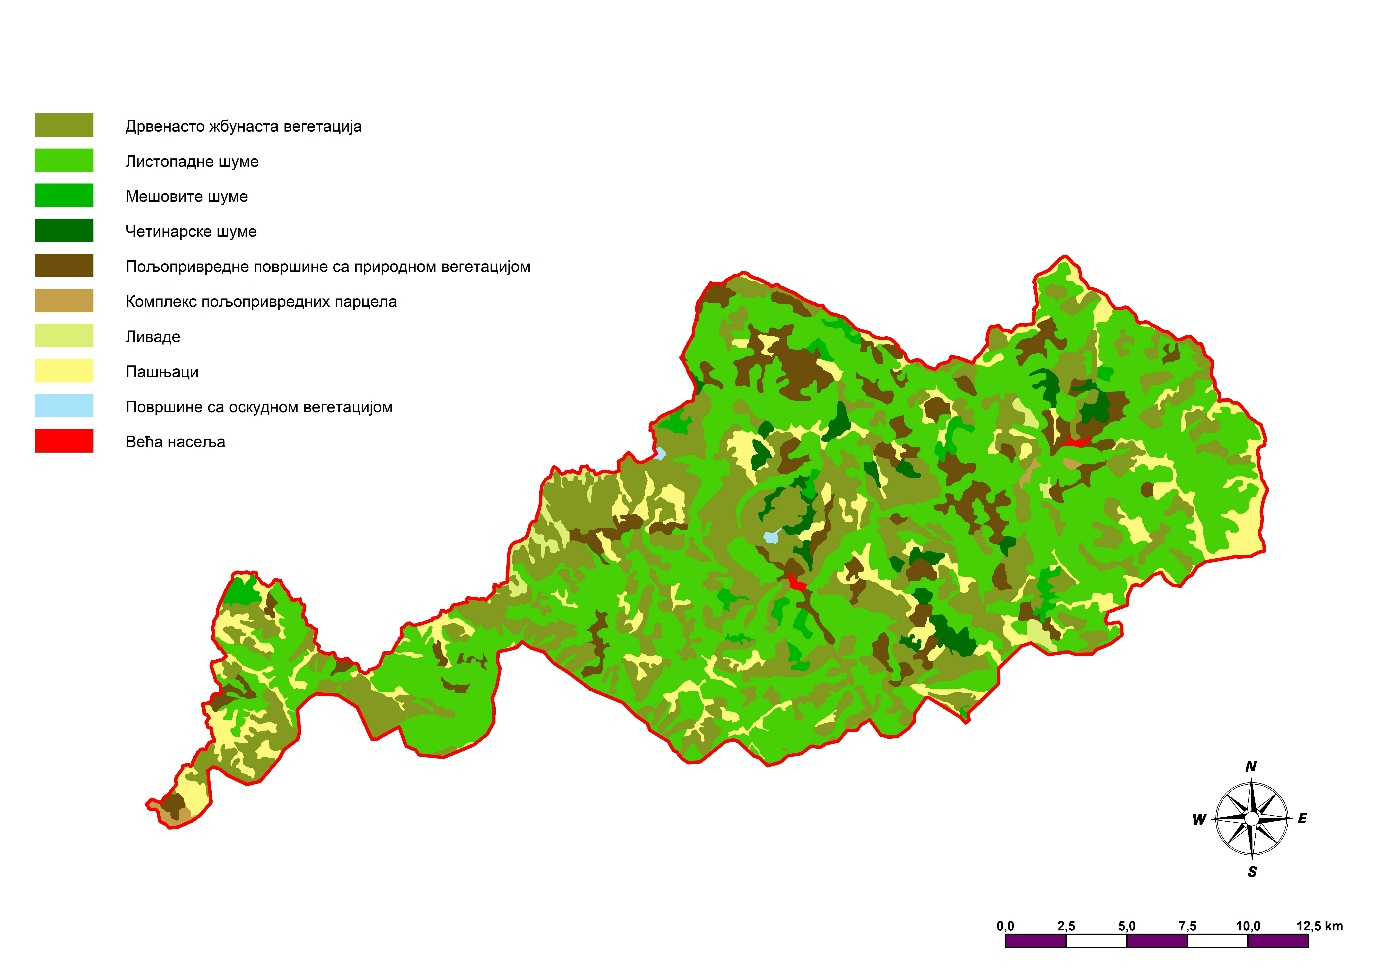 Дрвенасто жбунаста вегетација
Листопадне шуме
Мешовите шуме
Четинарске шуме
Пољопривредне површине са природном вегетацијом
Комплекс пољопривредних парцела
Ливаде
Пашњаци
Површине са оскудном вегетацијом
Већа насеља
N
W E
S
0,0 2,5 5,0 7,5 10,0 12,5 km